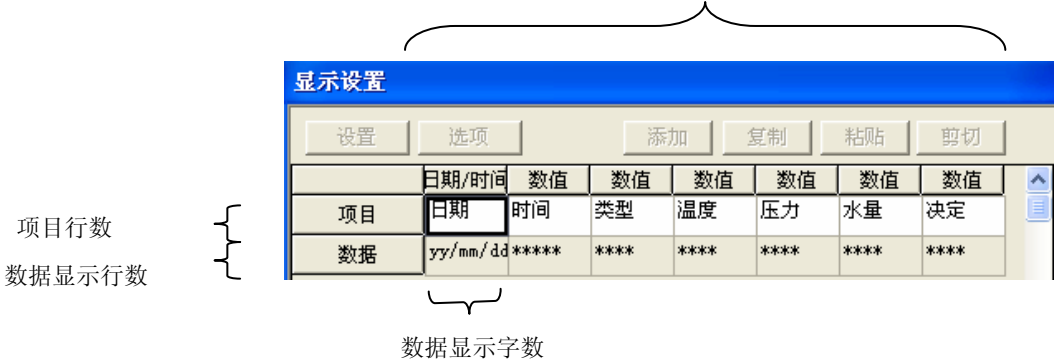 显示设置
设置 选项 添加 复制 粘贴 剪切
日期/时间 数值 数值 数值 数值 数值 数值
项目行数
项目 日期 时间 类型 温度 压力 水量 决定
数据 yy/mm/dd ***** **** **** **** **** ****
数据显示行数
数据显示字数